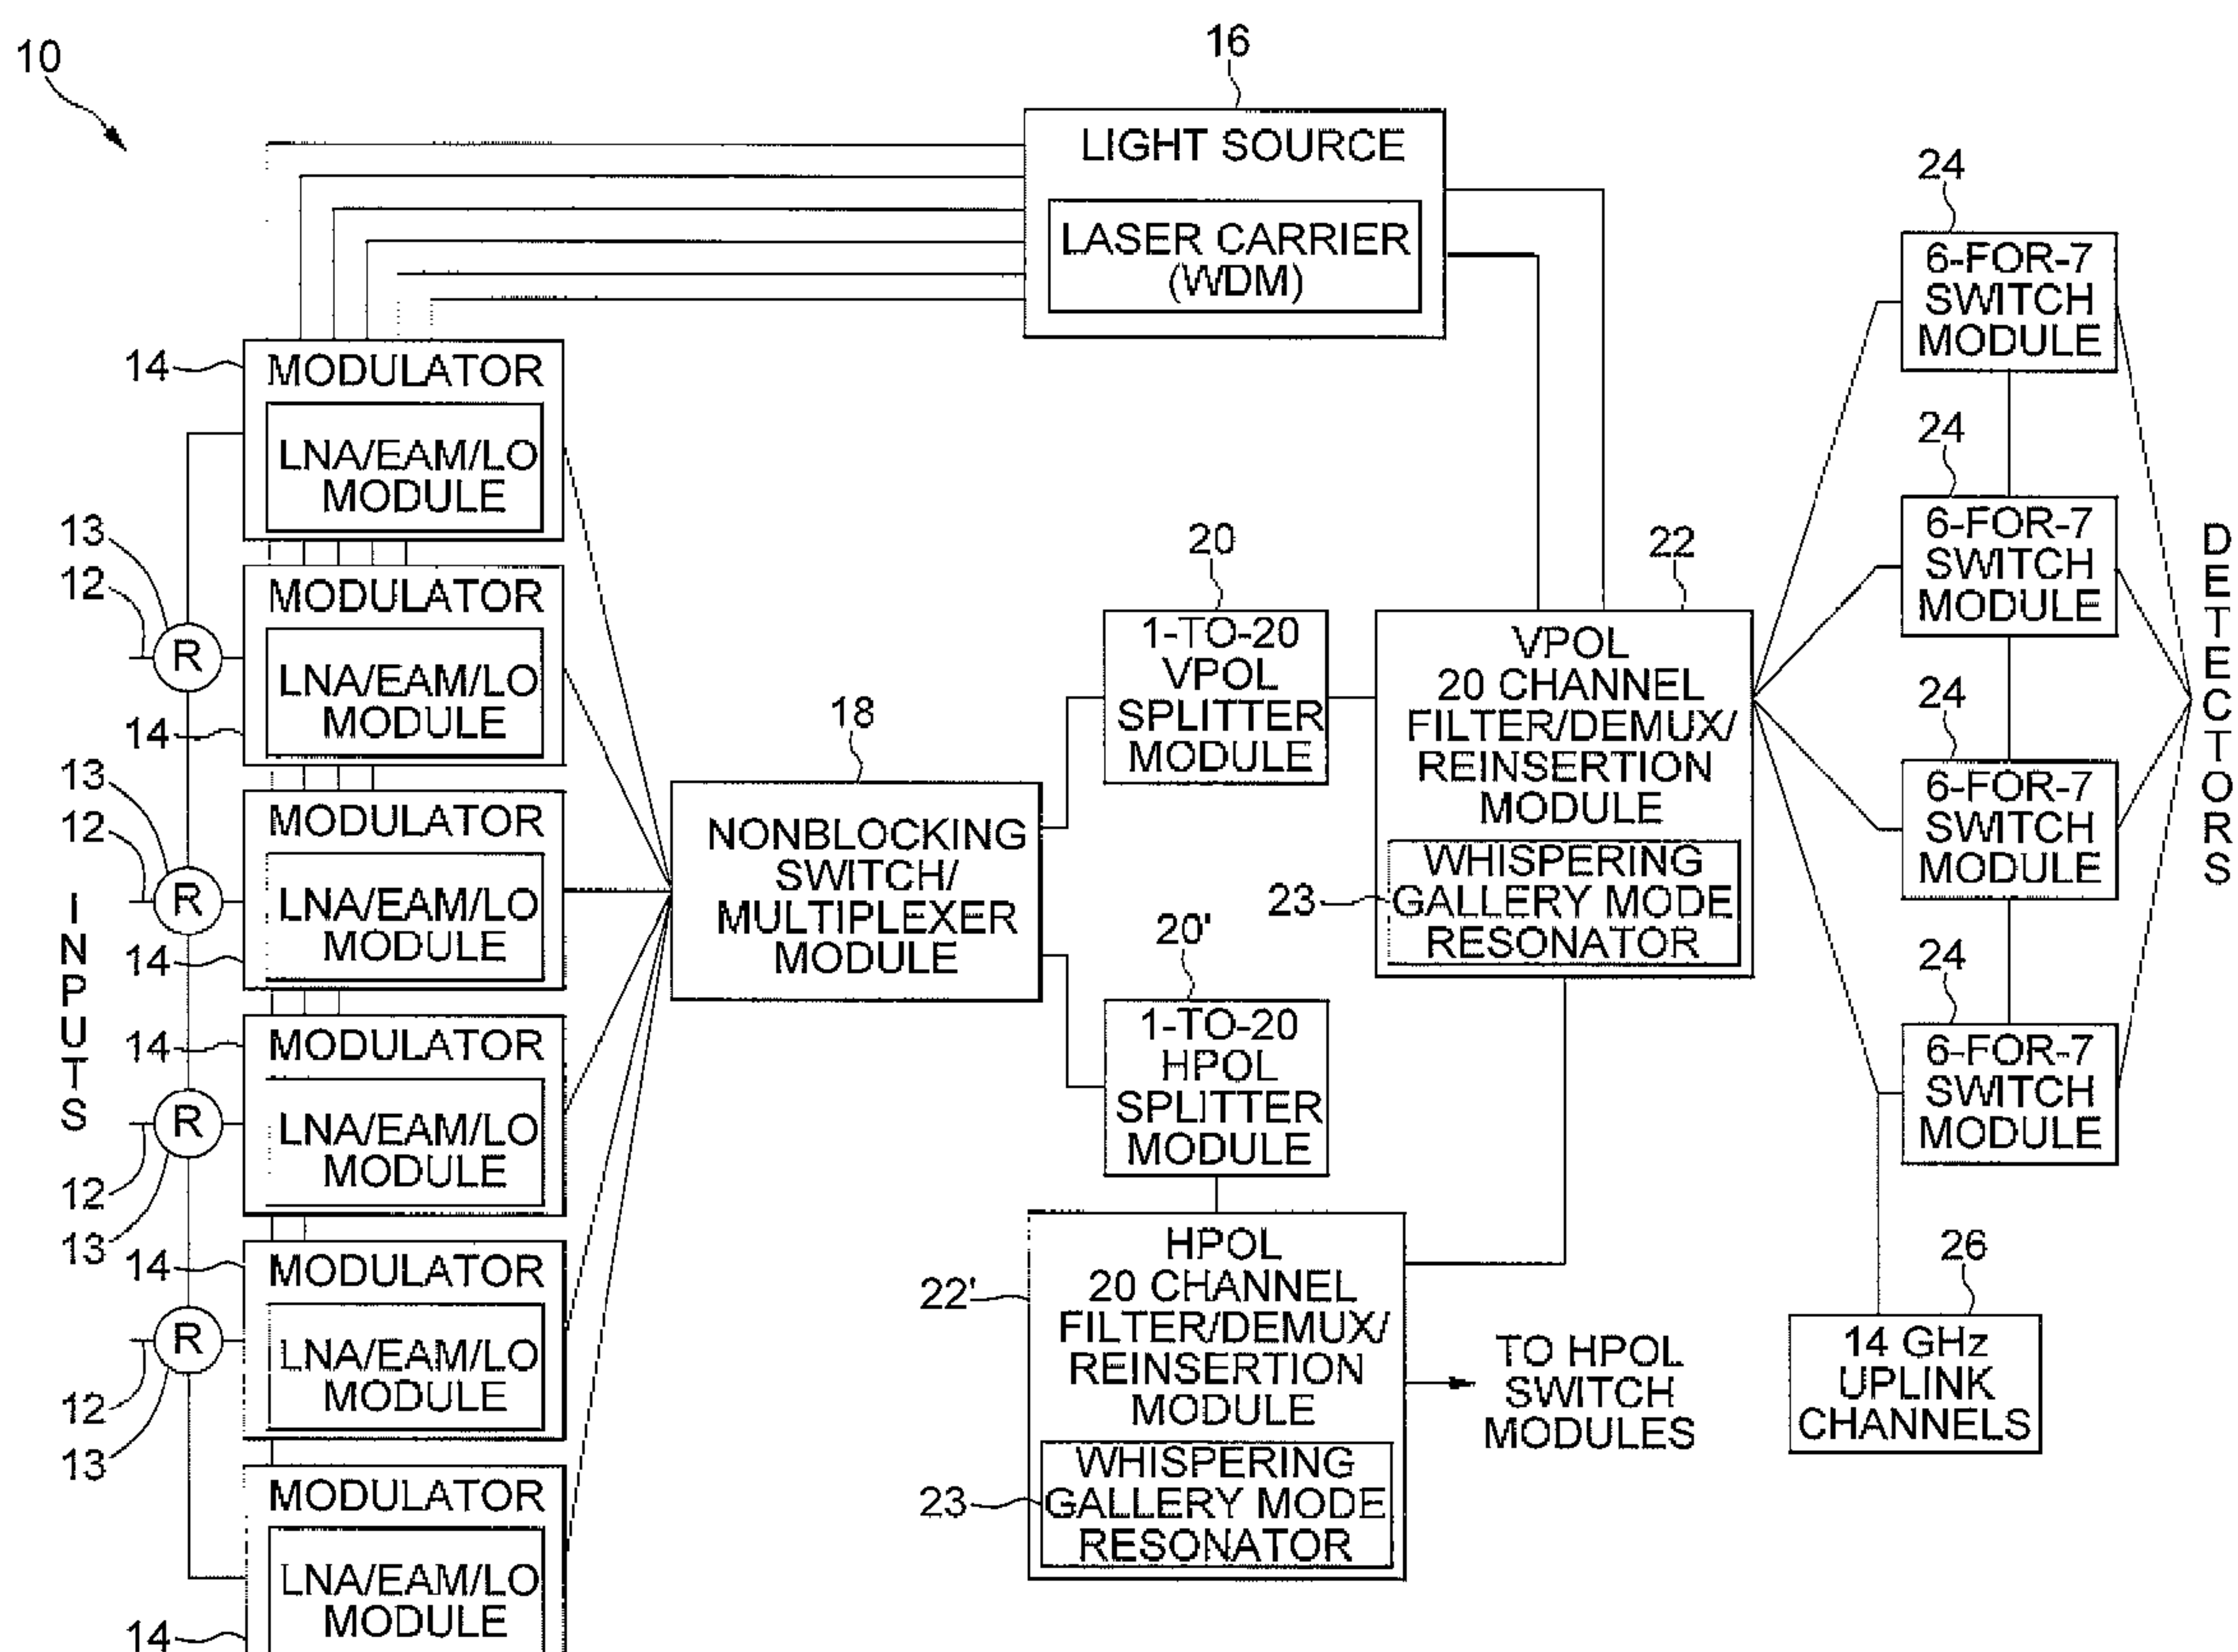 10
16
LIGHT SOURCE
LASER CARRIER
(WDM)
14
MODULATOR
LNA/EAM/LO
MODULE
13
12
R
MODULATOR
LNA/EAM/LO
MODULE
14
13
12
R
MODULATOR
LNA/EAM/LO
MODULE
14
INPUTS
14
MODULATOR
R
LNA/EAM/LO
MODULE
12
13
14
MODULATOR
R
LNA/EAM/LO
MODULE
12
13
MODULATOR
LNA/EAM/LO
MODULE
14
18
NONBLOCKING
SWITCH/
MULTIPLEXER
MODULE
20
1-TO-20
VPOL
SPLITTER
MODULE
20'
1-TO-20
HPOL
SPLITTER
MODULE
22
VPOL
20 CHANNEL
FILTER/DEMUX/
REINSERTION
MODULE
23
WHISPERING
GALLERY MODE
RESONATOR
22'
HPOL
20 CHANNEL
FILTER/DEMUX/
REINSERTION
MODULE
23
WHISPERING
GALLERY MODE
RESONATOR
TO HPOL
SWITCH
MODULES
24
6-FOR-7
SWITCH
MODULE
24
6-FOR-7
SWITCH
MODULE
24
6-FOR-7
SWITCH
MODULE
24
6-FOR-7
SWITCH
MODULE
DETECTORS
26
14 GHz
UPLINK
CHANNELS